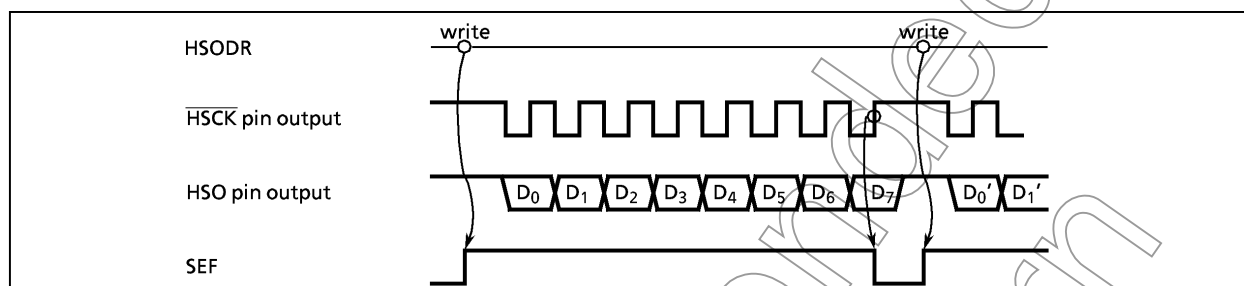 write write
HSODR
HSCK pin output
HSO pin output D₀ D₁ D₂ D₃ D₄ D₅ D₆ D₇ D₀' D₁'
SEF